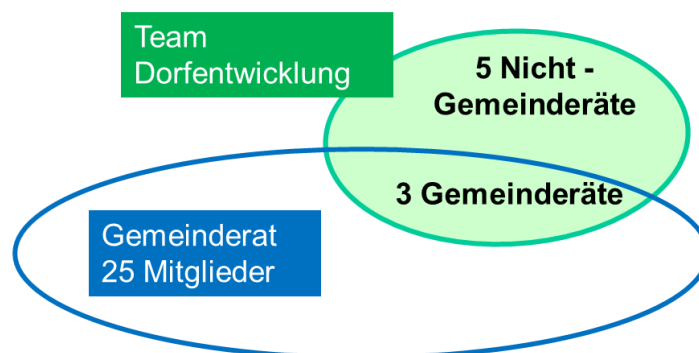 Team
Dorfentwicklung
5 Nicht -
Gemeinderäte
3 Gemeinderäte
Gemeinderat
25 Mitglieder